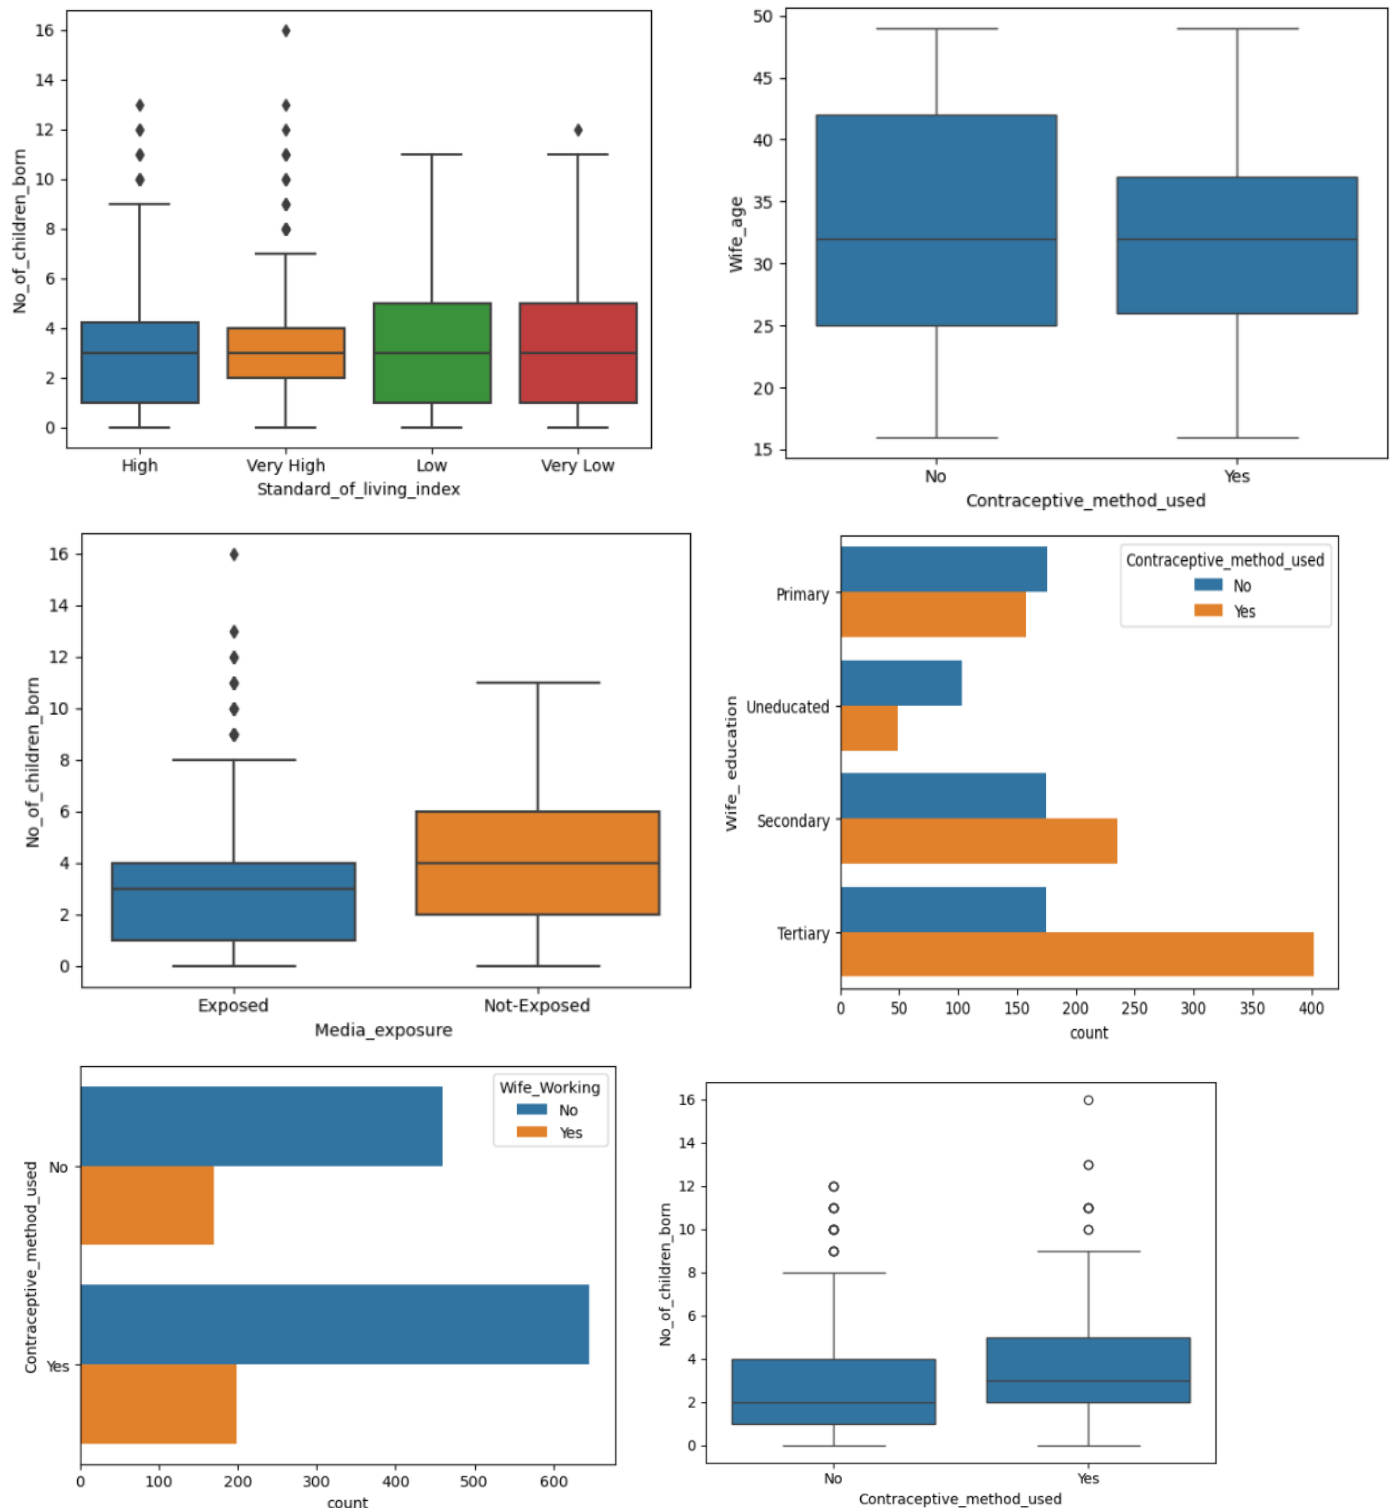 16
14
12
10
8
6
4
2
0
No_of_children_born
High Very High Low Very Low
Standard_of_living_index
50
45
40
35
30
25
20
15
Wife_age
No Yes
Contraceptive_method_used
16
14
12
10
8
6
4
2
0
No_of_children_born
Exposed Not-Exposed
Media_exposure
Contraceptive_method_used
No
Yes
Primary
Uneducated
Secondary
Tertiary
Wife_ education
0 50 100 150 200 250 300 350 400
count
Wife_Working
No
Yes
No
Yes
Contraceptive_method_used
0 100 200 300 400 500 600
count
16
14
12
10
8
6
4
2
0
No_of_children_born
No Yes
Contraceptive_method_used